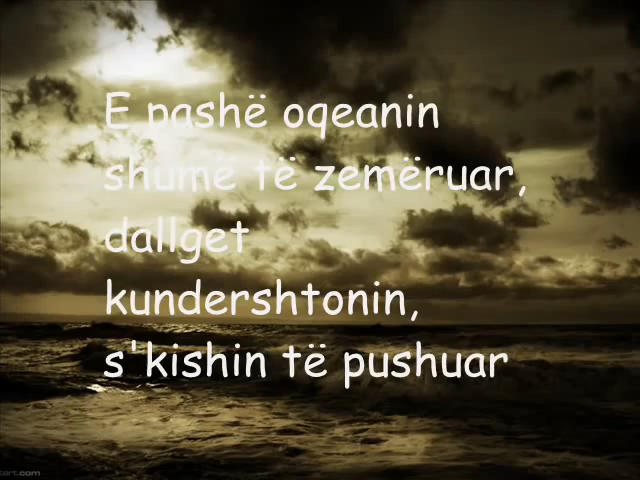 E pashë oqeanin
shumë të zemëruar,
dallget
kundershtonin,
s'kishin të pushuar